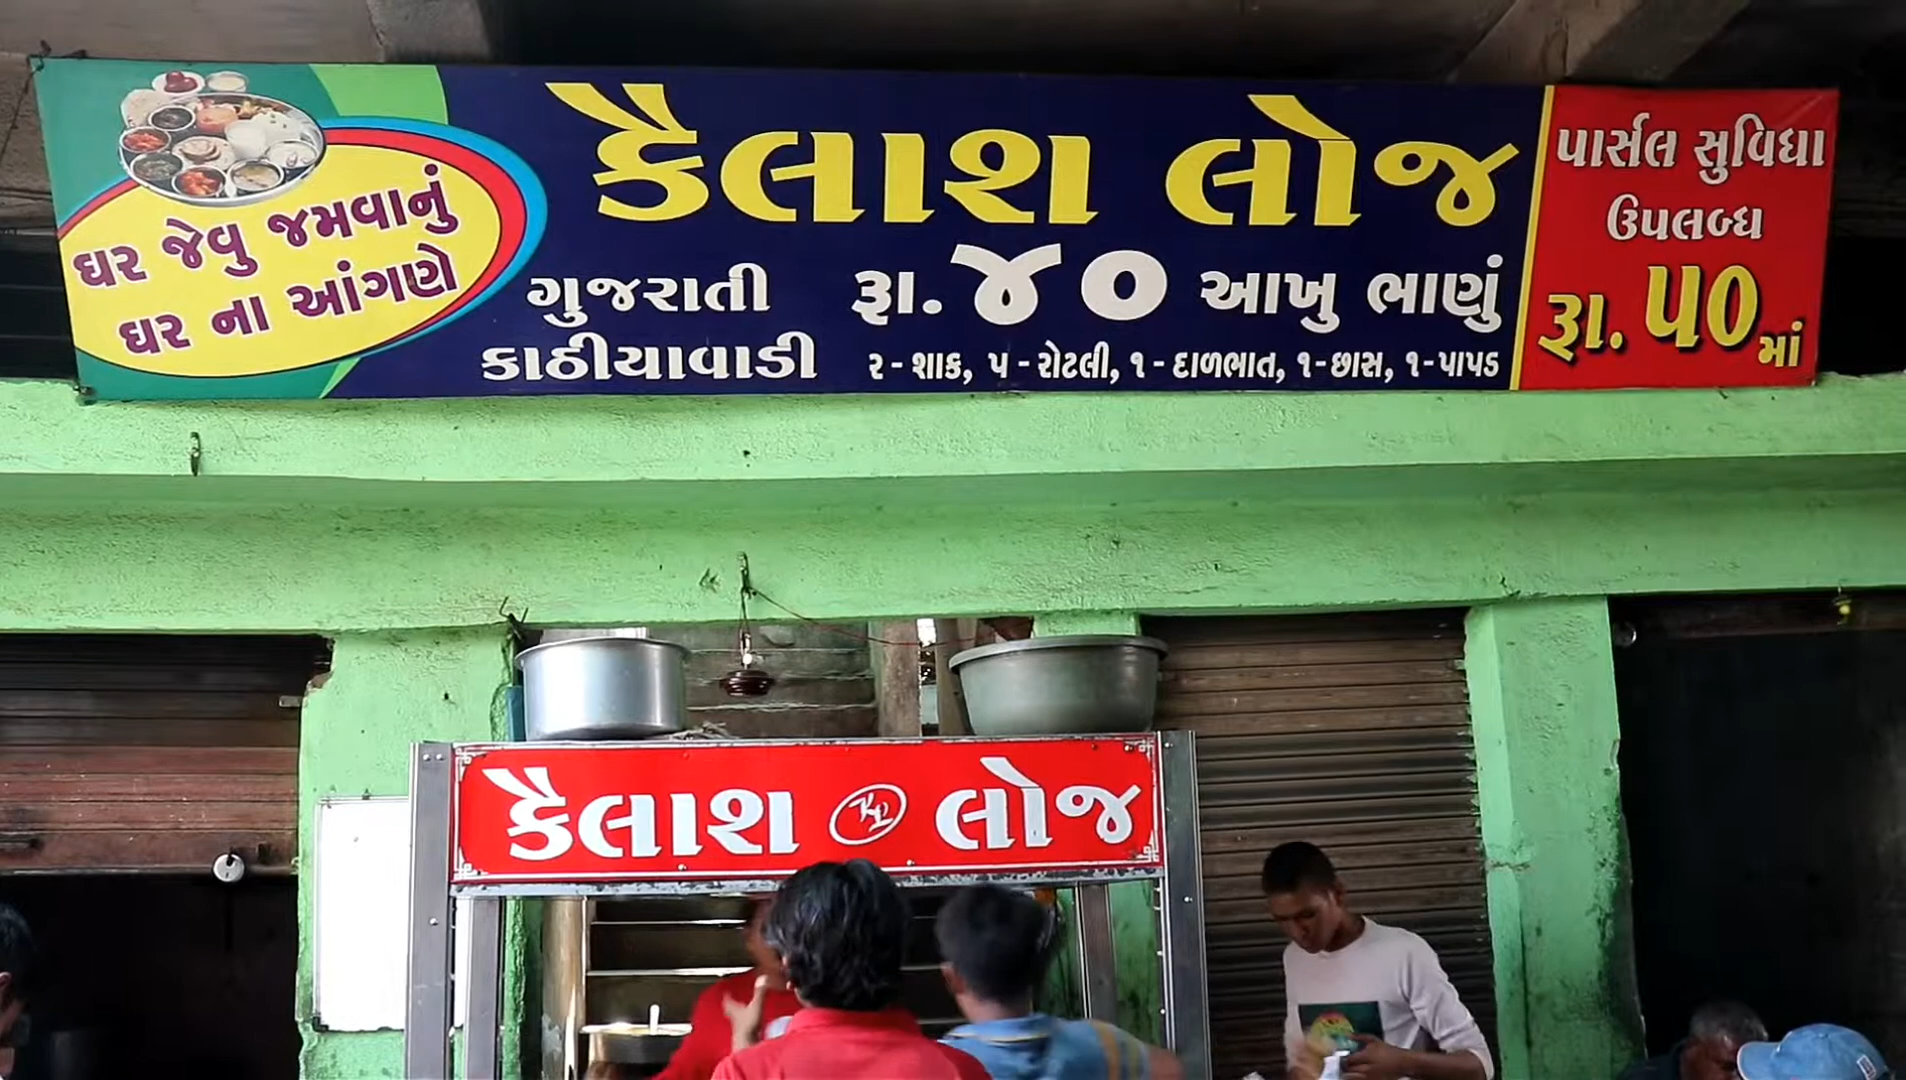 ઘર જેવુ જમવાનું
ઘર ના આંગણે
કૈલાશ લોજ
ગુજરાતી
કાઠીયાવાડી
રૂા. ૪૦ આખુ ભાણું
૨ - શાક, ૫ - રોટલી, ૧ - દાળભાત, ૧-છાસ, ૧-પાપડ
પાર્સલ સુવિધા
ઉપલબ્ધ
રૂા. ૫૦ માં
કૈલાશ KL લોજ